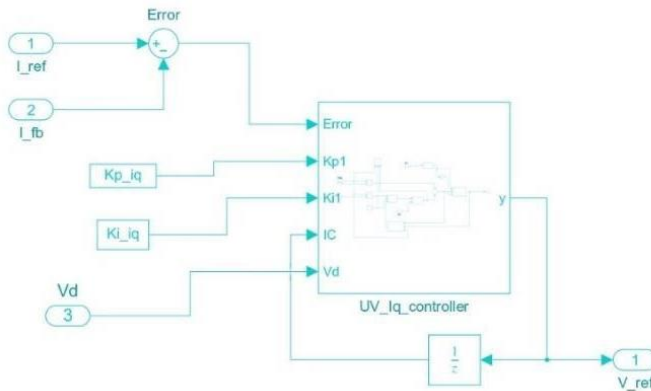 Error
1
I_ref
+
-
2
I_fb
Error
Kp_iq
Kp1
Ki_iq
Ki1
y
IC
Vd
Vd
3
UV_Iq_controller
1
z
1
V_ref